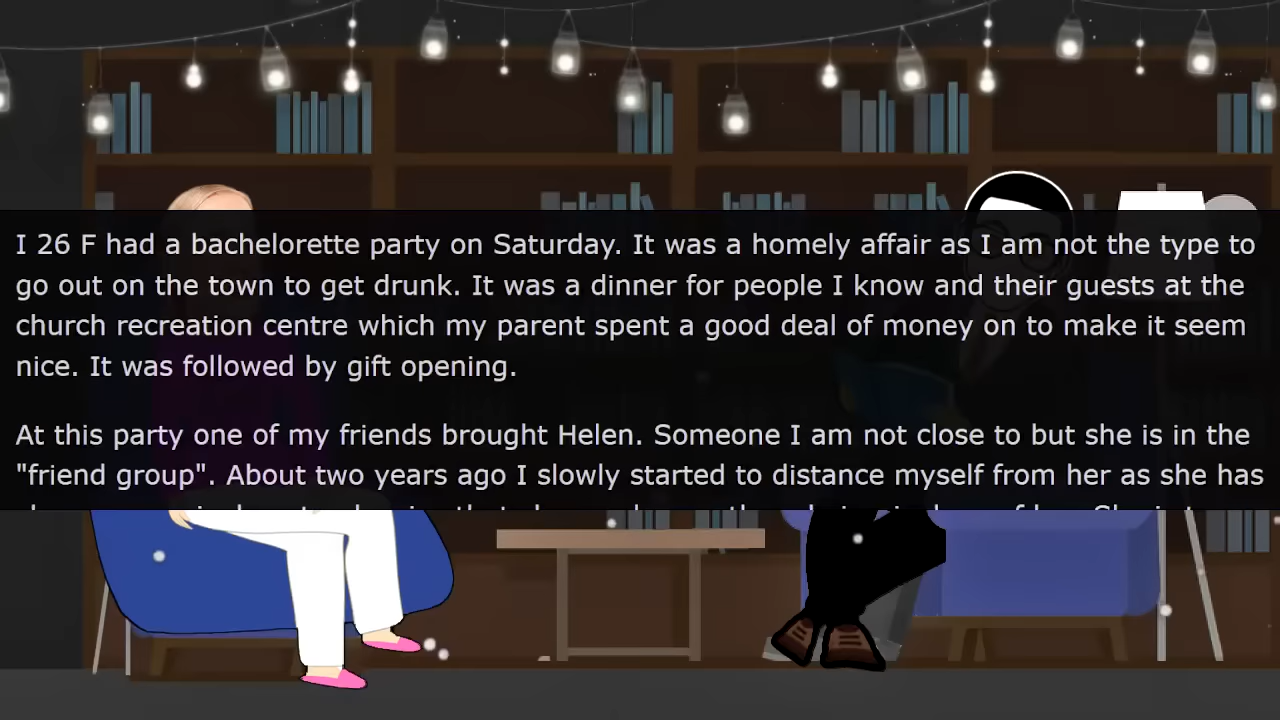 I 26 F had a bachelorette party on Saturday. It was a homely affair as I am not the type to
go out on the town to get drunk. It was a dinner for people I know and their guests at the
church recreation centre which my parent spent a good deal of money on to make it seem
nice. It was followed by gift opening.
At this party one of my friends brought Helen. Someone I am not close to but she is in the
"friend group". About two years ago I slowly started to distance myself from her as she has